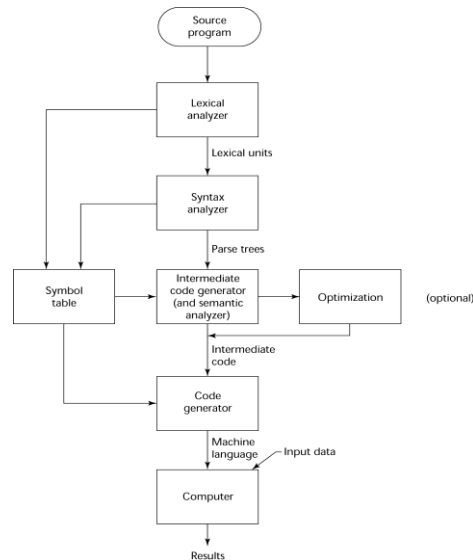 Source
program
Lexical
analyzer
Lexical units
Syntax
analyzer
Parse trees
Symbol
table
Intermediate
code generator
(and semantic
analyzer)
Optimization
(optional)
Intermediate
code
Code
generator
Machine
language
Input data
Computer
Results